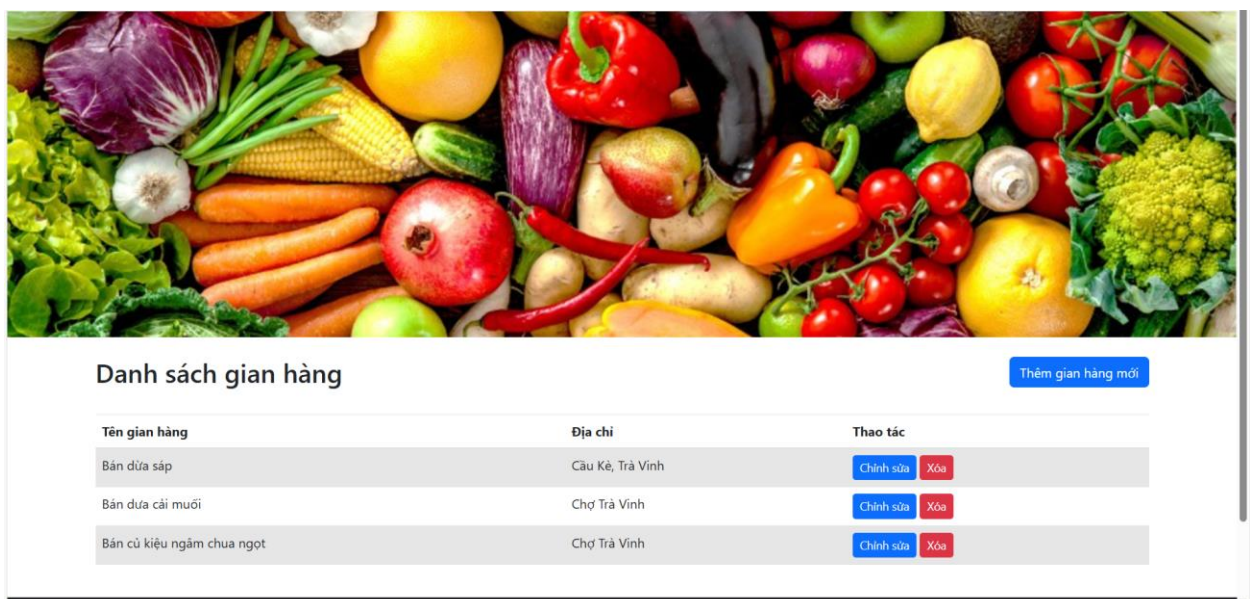 Danh sách gian hàng
Thêm gian hàng mới
Tên gian hàng Địa chỉ Thao tác
Bán dừa sáp Cầu Kè, Trà Vinh Chỉnh sửa Xóa
Bán dưa cải muối Chợ Trà Vinh Chỉnh sửa Xóa
Bán củ kiệu ngâm chua ngọt Chợ Trà Vinh Chỉnh sửa Xóa